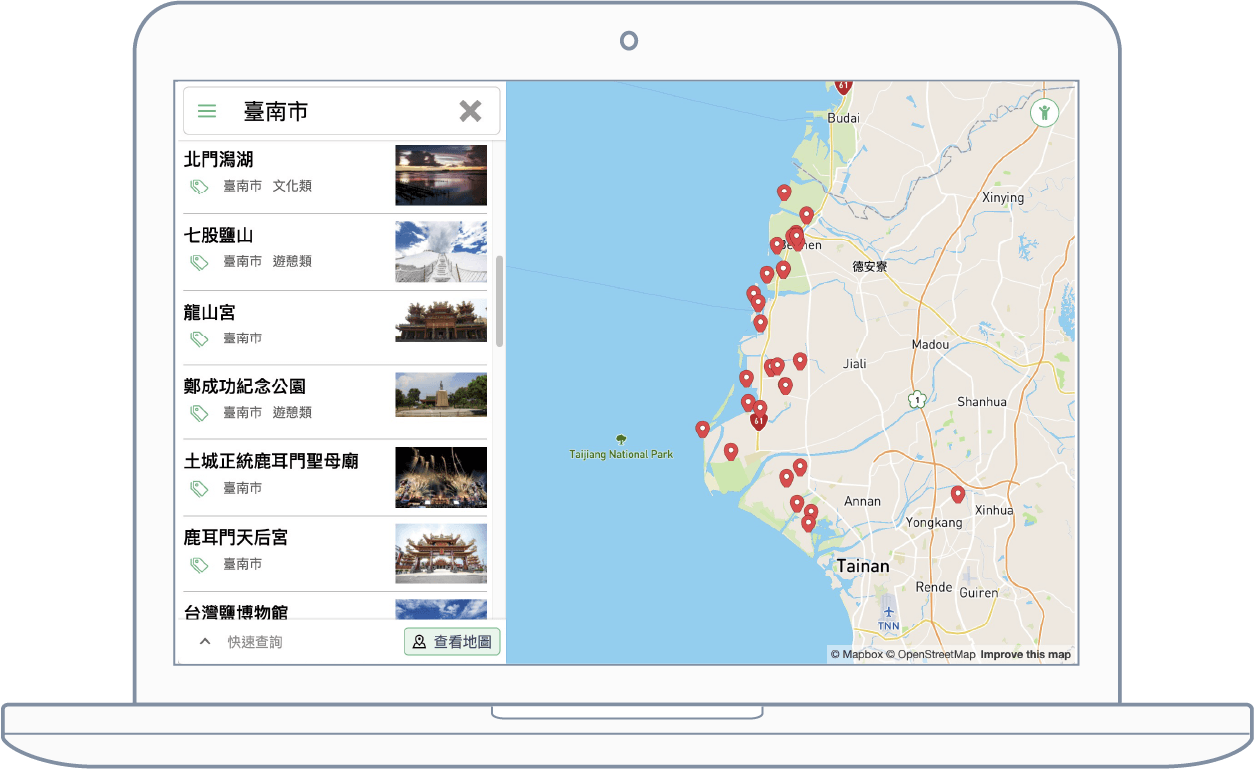 臺南市
北門潟湖
臺南市 文化類
七股鹽山
臺南市 遊憩類
龍山宮
臺南市
鄭成功紀念公園
臺南市 遊憩類
土城正統鹿耳門聖母廟
臺南市
鹿耳門天后宮
臺南市
台灣鹽博物館
快速查詢
查看地圖
61
Budai
Xinying
德安寮
Madou
Jiali
1
Shanhua
61
Taijiang National Park
Annan
Xinhua
Yongkang
Tainan
Rende
Guiren
TNN
© Mapbox © OpenStreetMap Improve this map